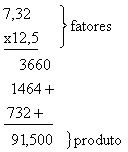 7,32
x12,5 } fatores
3660
1464+
732+
91,500 } produto